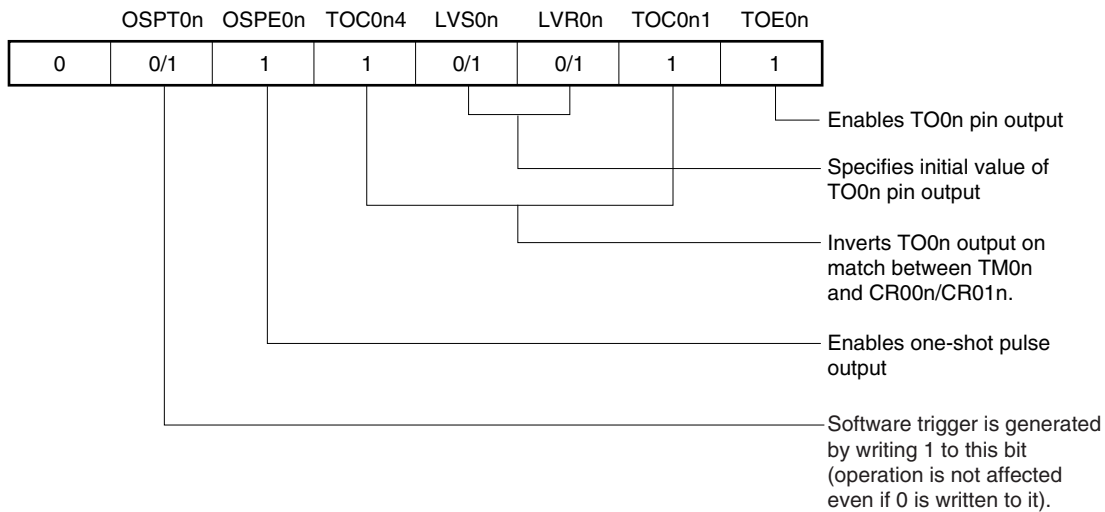 OSPT0n OSPE0n TOC0n4 LVS0n LVR0n TOC0n1 TOE0n
0 0/1 1 1 0/1 0/1 1 1
Enables TO0n pin output
Specifies initial value of
TO0n pin output
Inverts TO0n output on
match between TM0n
and CR00n/CR01n.
Enables one-shot pulse
output
Software trigger is generated
by writing 1 to this bit
(operation is not affected
even if 0 is written to it).